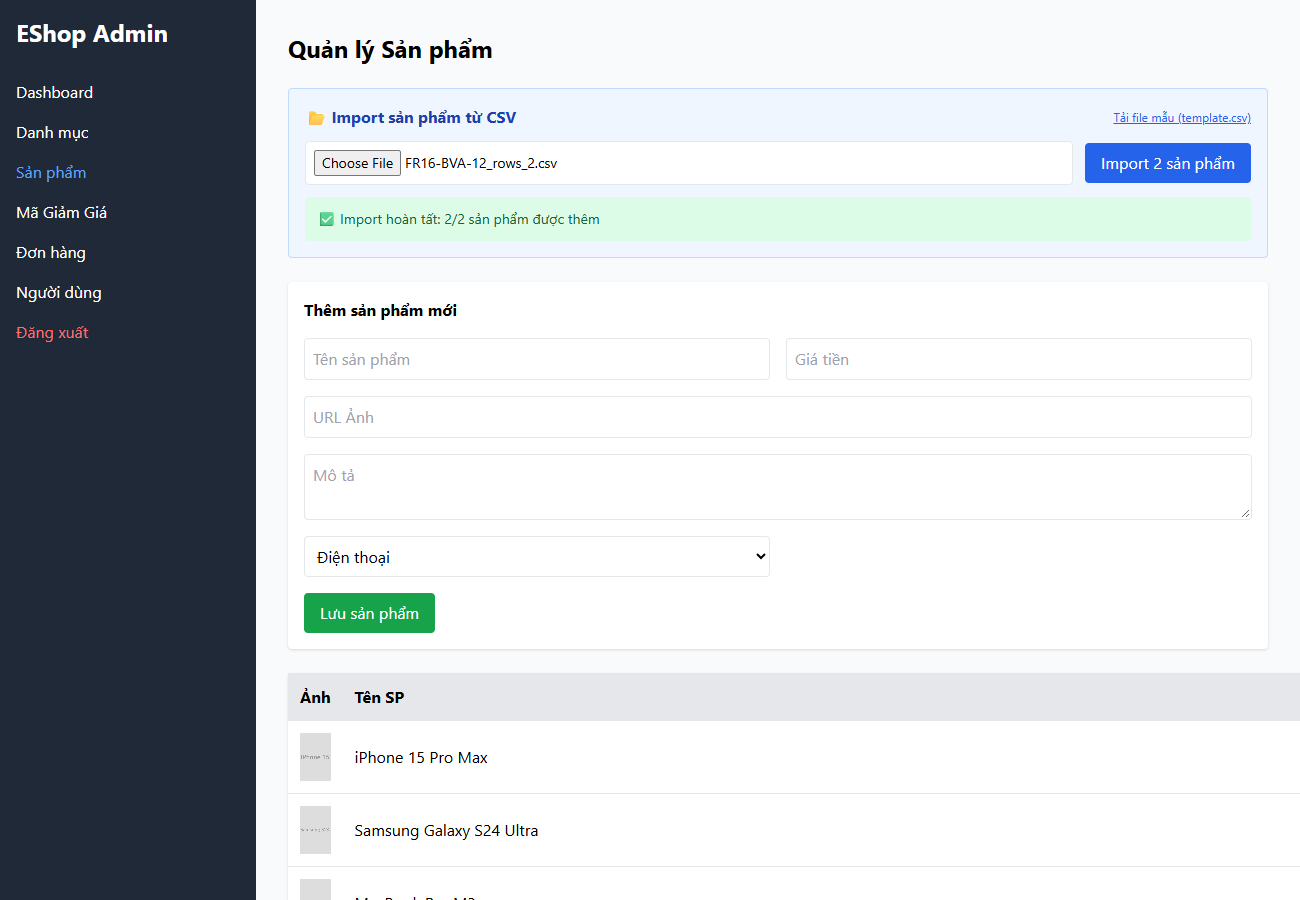 EShop Admin
Dashboard
Danh mục
Sản phẩm
Mã Giảm Giá
Đơn hàng
Người dùng
Đăng xuất
Quản lý Sản phẩm
Import sản phẩm từ CSV
Tải file mẫu (template.csv)
Choose File FR16-BVA-12_rows_2.csv
Import 2 sản phẩm
Import hoàn tất: 2/2 sản phẩm được thêm
Thêm sản phẩm mới
Tên sản phẩm
Giá tiền
URL Ảnh
Mô tả
Điện thoại
Lưu sản phẩm
Ảnh Tên SP
iPhone 15 Pro Max
Samsung Galaxy S24 Ultra